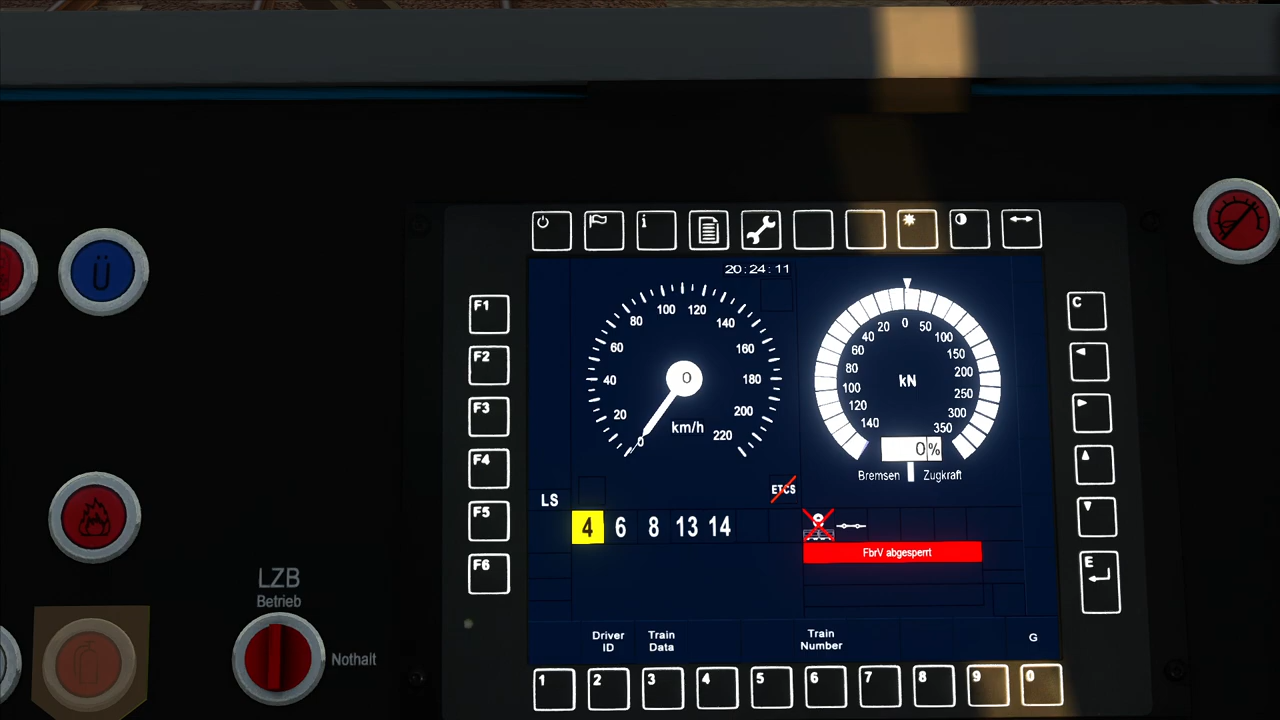 20:24:11
F1
F2
F3
F4
F5
F6
Ü
0 20 40 60 80 100 120 140 160 180 200 220
0
km/h
140 120 100 80 60 40 20 0 50 100 150 200 250 300 350
kN
0 %
Bremsen
Zugkraft
LS
ETCS
4 6 8 13 14
FbrV abgesperrt
Driver ID
Train Data
Train Number
G
C
E
LZB
Betrieb
Nothalt
1 2 3 4 5 6 7 8 9 0
i